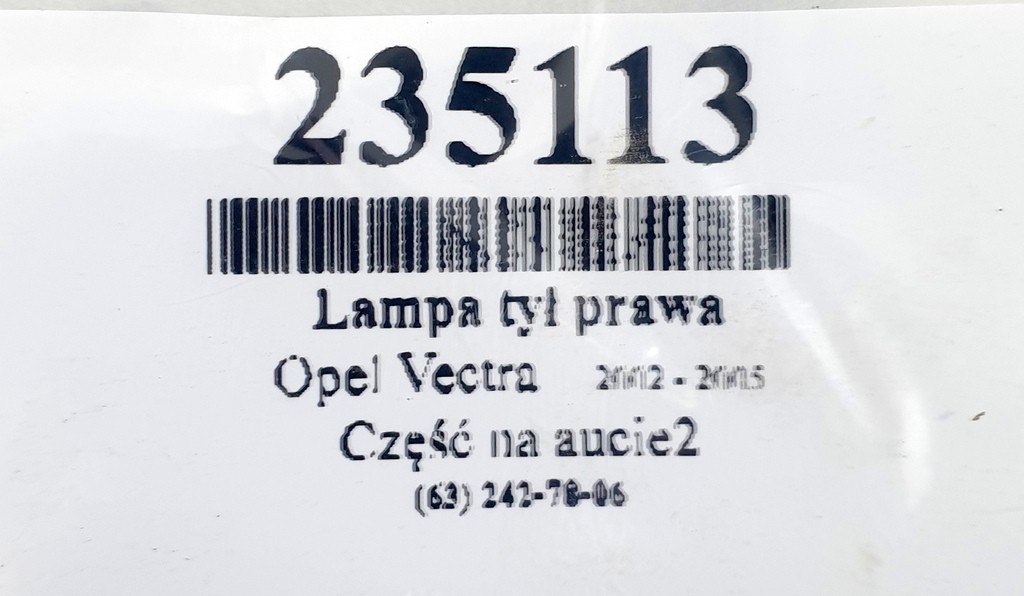 235113
Lampa tył prawa
Opel Vectra 2002 - 2005
Część na aucie2
(63) 242-78-06